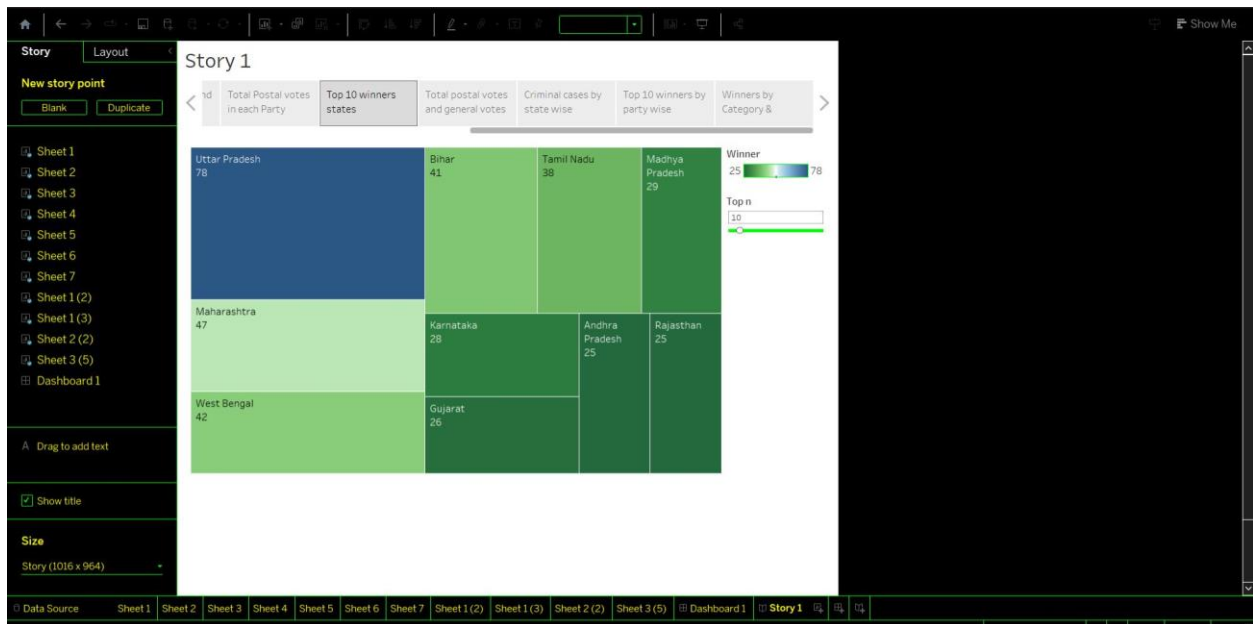 Show Me
Story
Layout
New story point
Blank
Duplicate
Sheet 1
Sheet 2
Sheet 3
Sheet 4
Sheet 5
Sheet 6
Sheet 7
Sheet 1 (2)
Sheet 1 (3)
Sheet 2 (2)
Sheet 3 (5)
Dashboard 1
A Drag to add text
Show title
Size
Story (1016 x 964)
Story 1
nd
Total Postal votes
in each Party
Top 10 winners
states
Total postal votes
and general votes
Criminal cases by
state wise
Top 10 winners by
party wise
Winners by
Category &
Uttar Pradesh
78
Maharashtra
47
West Bengal
42
Bihar
41
Tamil Nadu
38
Madhya
Pradesh
29
Karnataka
28
Gujarat
26
Andhra
Pradesh
25
Rajasthan
25
Winner
25 78
Top n
10
Data Source Sheet 1 Sheet 2 Sheet 3 Sheet 4 Sheet 5 Sheet 6 Sheet 7 Sheet 1 (2) Sheet 1 (3) Sheet 2 (2) Sheet 3 (5) Dashboard 1 Story 1